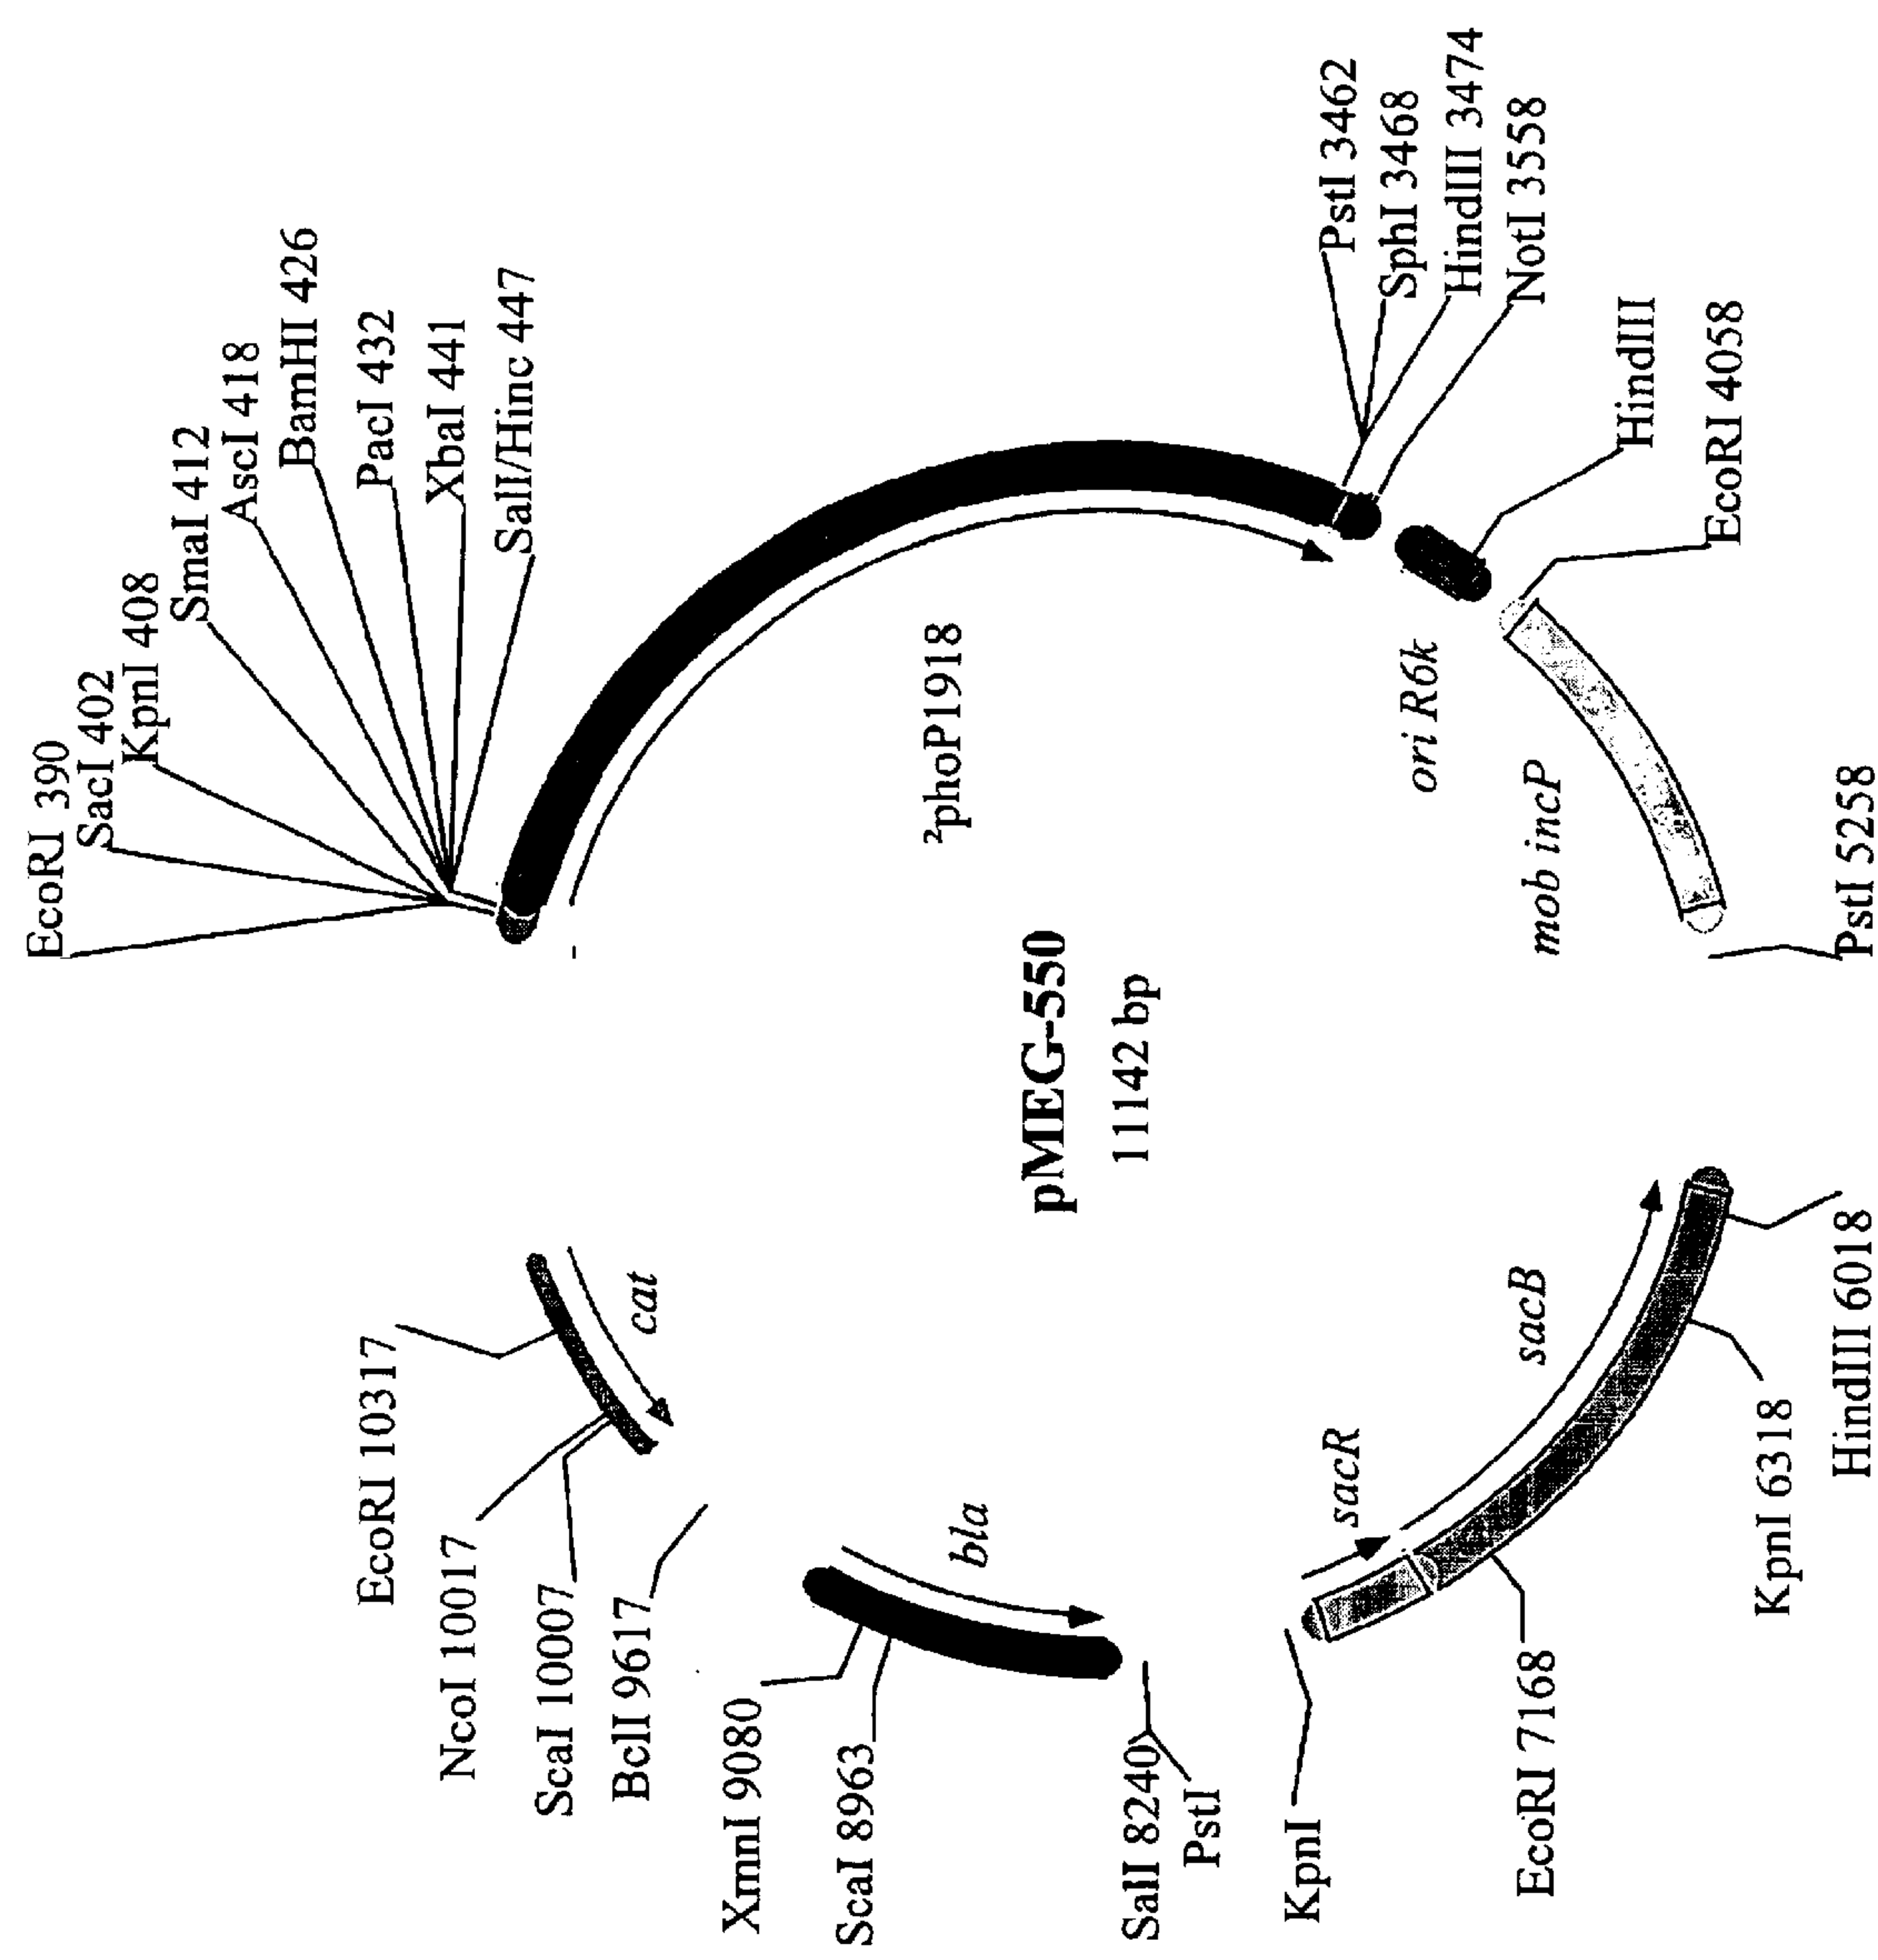 EcoRI 390
SacI 402
KpnI 408
SmaI 412
AscI 418
BamHI 426
PacI 432
XbaI 441
SalI/Hinc 447
²phoP1918
PstI 3462
SphI 3468
HindIII 3474
NotI 3558
HindIII
EcoRI 4058
ori R6k
mob incP
PstI 5258
pMEG-550
11142 bp
HindIII 6018
KpnI 6318
sacB
EcoRI 7168
sacR
KpnI
PstI
SalI 8240
bla
ScaI 8963
XmnI 9080
BclI 9617
ScaI 10007
NcoI 10017
EcoRI 10317
cat